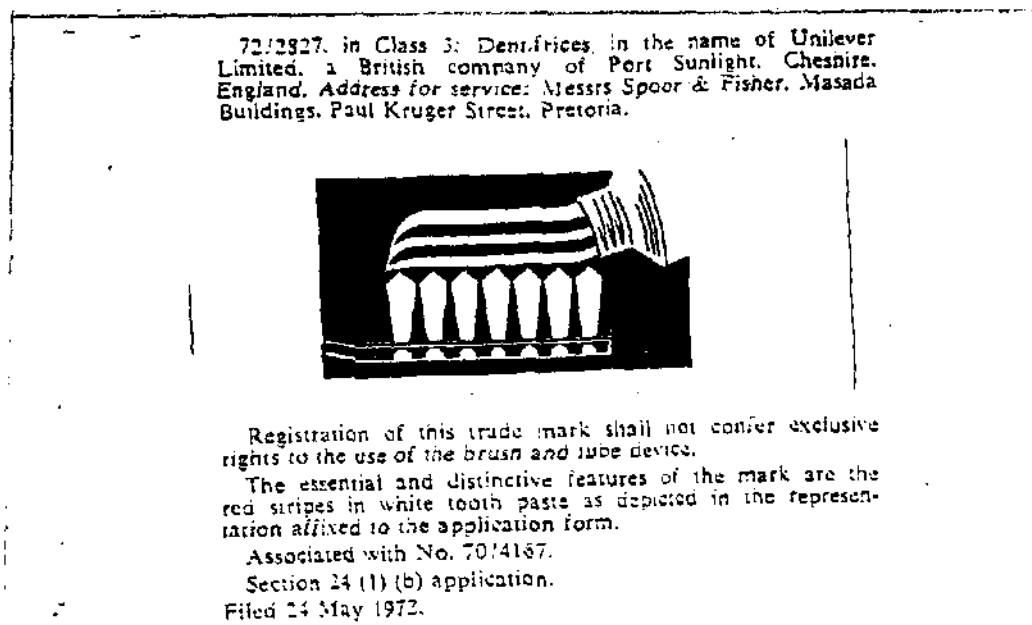 72/2827. in Class 3: Dentifrices, in the name of Unilever
Limited, a British company of Port Sunlight, Cheshire,
England. Address for service: Messrs Spoor & Fisher, Masada
Buildings, Paul Kruger Street, Pretoria.
Registration of this trade mark shall not confer exclusive
rights to the use of the brush and tube device.
The essential and distinctive features of the mark are the
red stripes in white tooth paste as depicted in the represen-
tation affixed to the application form.
Associated with No. 70/4167.
Section 24 (1) (b) application.
Filed 24 May 1972.